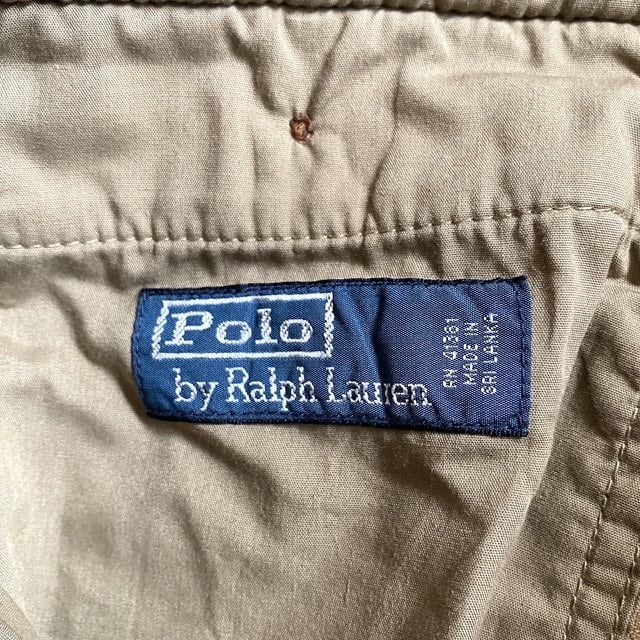 Polo
by Ralph Lauren
RN 41381
MADE IN
SRI LANKA